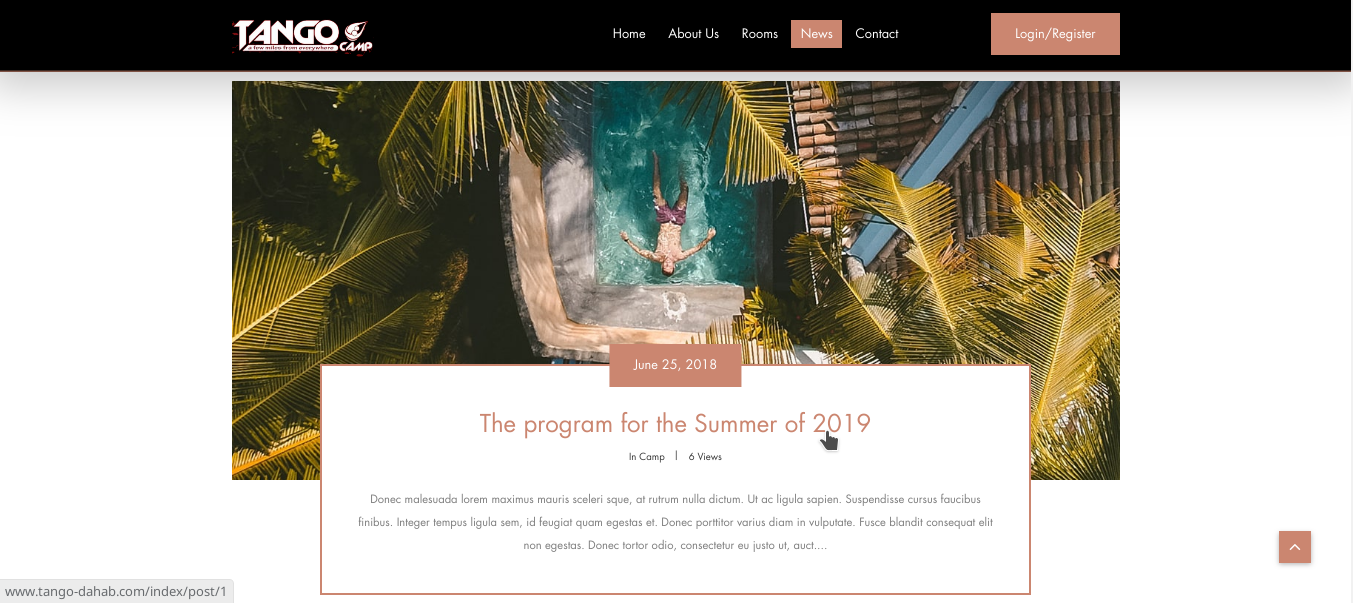 TANGO
CAMP
a few miles from everywhere
Home
About Us
Rooms
News
Contact
Login/Register
June 25, 2018
The program for the Summer of 2019
In Camp | 6 Views
Donec malesuada lorem maximus mauris sceleri sque, at rutrum nulla dictum. Ut ac ligula sapien. Suspendisse cursus faucibus
finibus. Integer tempus ligula sem, id feugiat quam egestas et. Donec porttitor varius diam in vulputate. Fusce blandit consequat elit
non egestas. Donec tortor odio, consectetur eu justo ut, auct....
www.tango-dahab.com/index/post/1